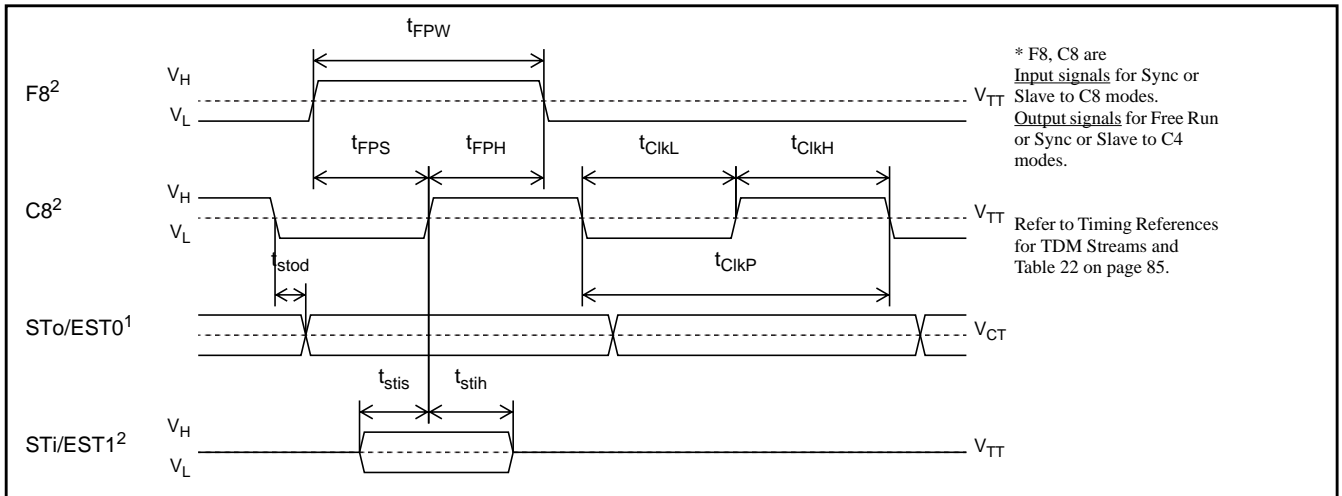 tFPW
F8²
VH
VL
VTT
* F8, C8 are
Input signals for Sync or
Slave to C8 modes.
Output signals for Free Run
or Sync or Slave to C4
modes.
tFPS
tFPH
tClkL
tClkH
C8²
VH
VL
VTT
Refer to Timing References
for TDM Streams and
Table 22 on page 85.
tstod
tClkP
STo/EST0¹
VCT
tstis
tstih
STi/EST1²
VH
VL
VTT